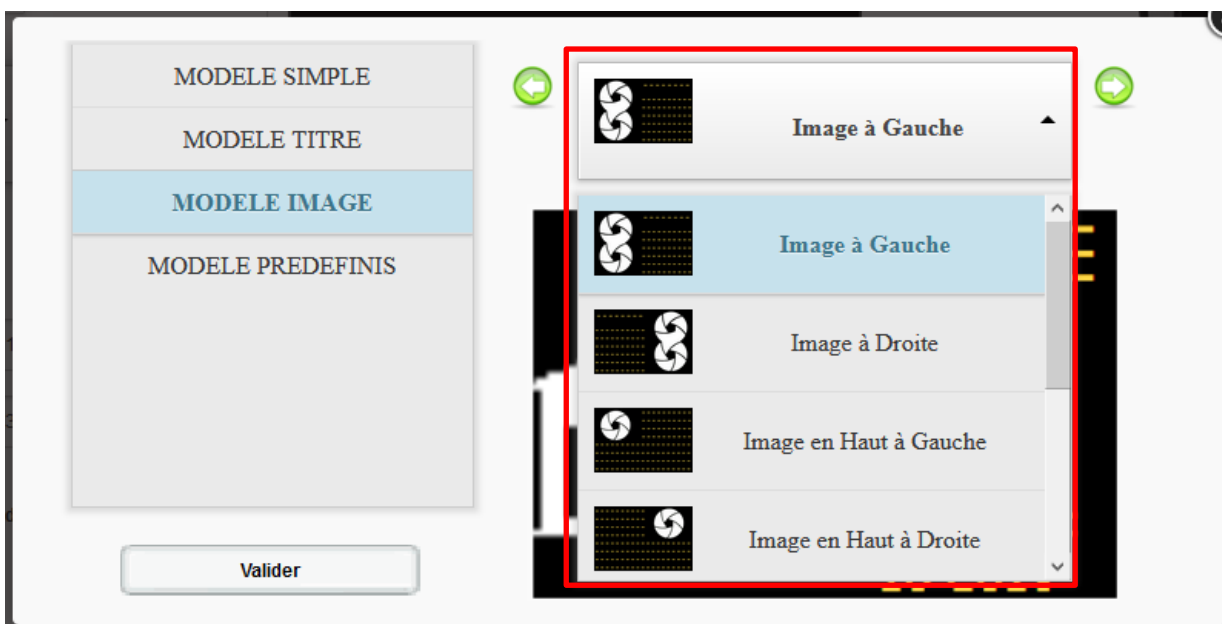 MODELE SIMPLE
MODELE TITRE
MODELE IMAGE
MODELE PREDEFINIS
Valider
Image à Gauche
Image à Gauche
Image à Droite
Image en Haut à Gauche
Image en Haut à Droite